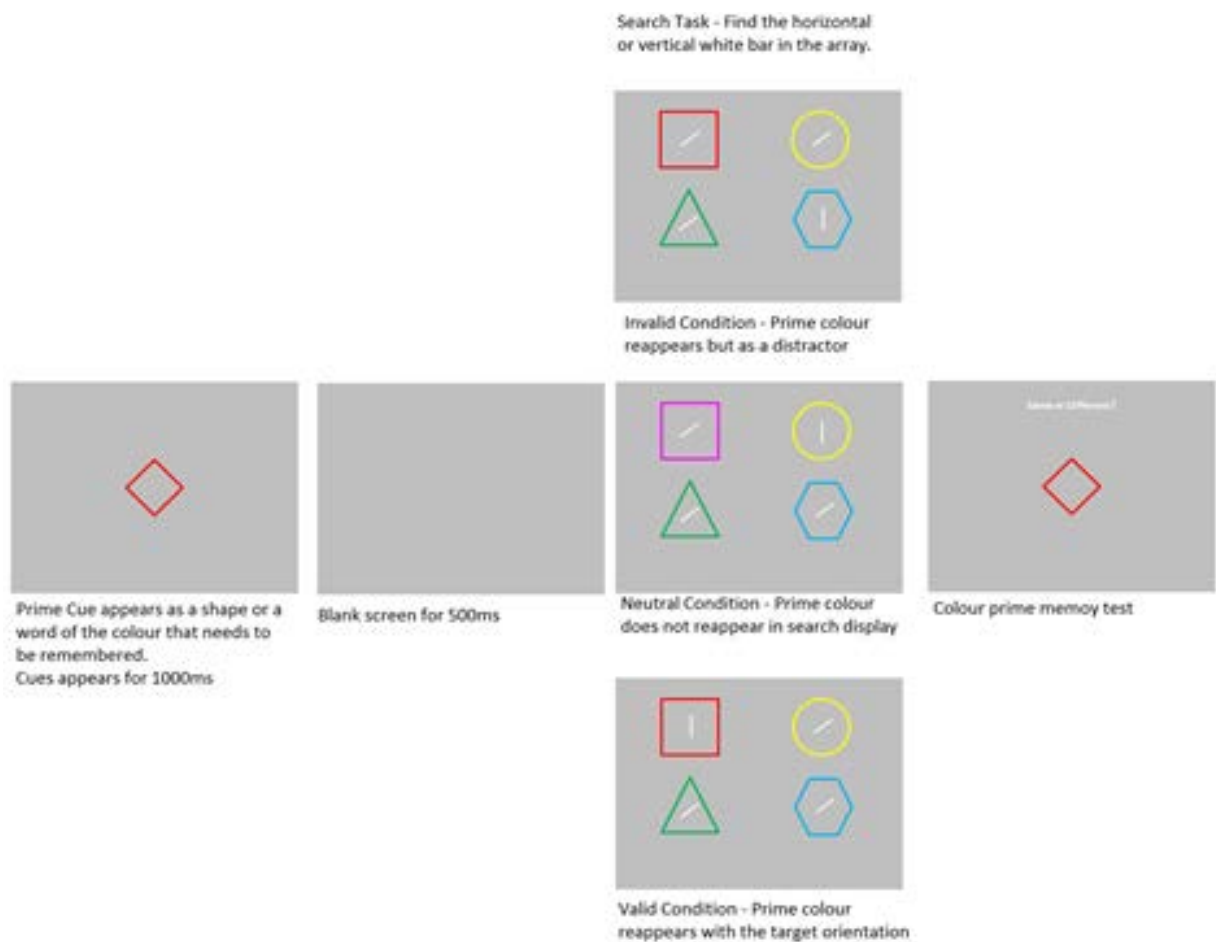 Search Task - Find the horizontal
or vertical white bar in the array.
Invalid Condition - Prime colour
reappears but as a distractor
Same or Different?
Prime Cue appears as a shape or a
word of the colour that needs to
be remembered.
Cues appears for 1000ms
Blank screen for 500ms
Neutral Condition - Prime colour
does not reappear in search display
Colour prime memoy test
Valid Condition - Prime colour
reappears with the target orientation